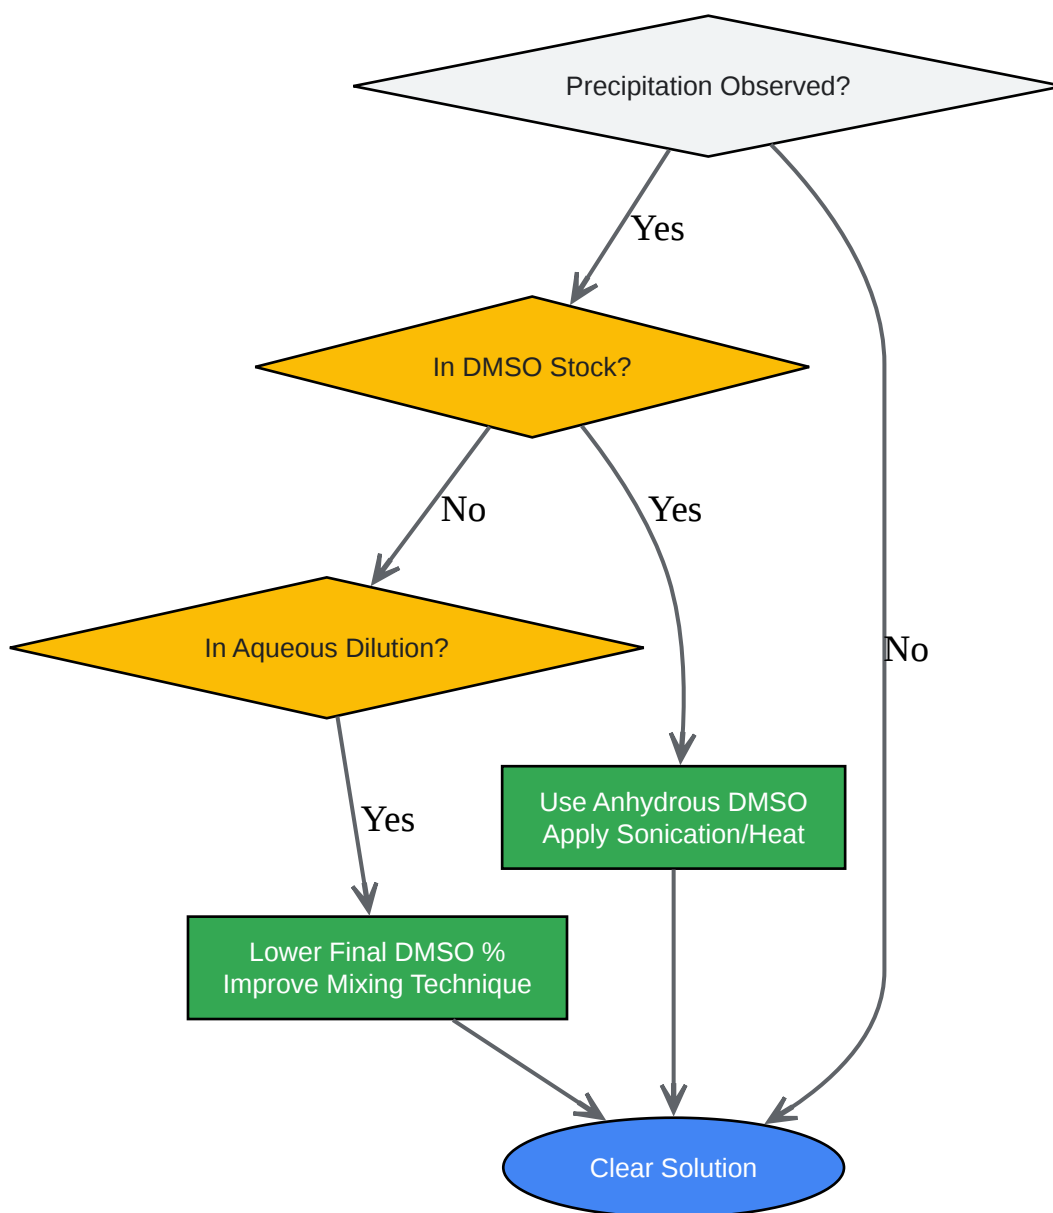 Precipitation Observed?
Yes
In DMSO Stock?
No
Yes
In Aqueous Dilution?
No
Yes
Use Anhydrous DMSO
Apply Sonication/Heat
Lower Final DMSO %
Improve Mixing Technique
Clear Solution